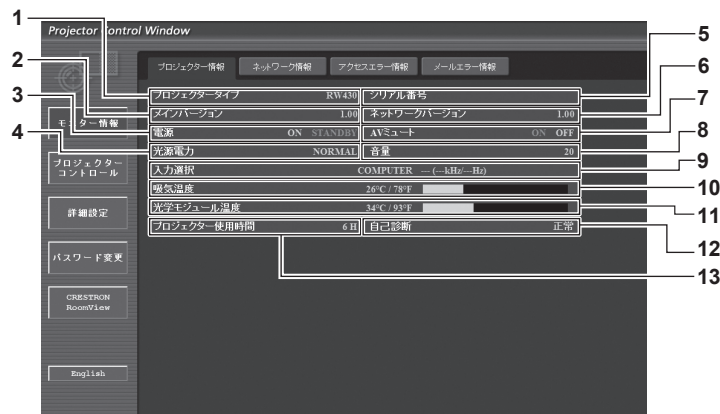 Projector Control Window
プロジェクター情報 ネットワーク情報 アクセスエラー情報 メールエラー情報
モニター情報
プロジェクター
コントロール
詳細設定
パスワード変更
CRESTRON
RoomView
English
プロジェクタータイプ RW430 シリアル番号
メインバージョン 1.00 ネットワークバージョン 1.00
電源 ON STANDBY AVミュート ON OFF
光源電力 NORMAL 音量 20
入力選択 COMPUTER — (---kHz/---Hz)
吸気温度 26°C / 78°F
光学モジュール温度 34°C / 93°F
プロジェクター使用時間 6 H 自己診断 正常
1
2
3
4
5
6
7
8
9
10
11
12
13